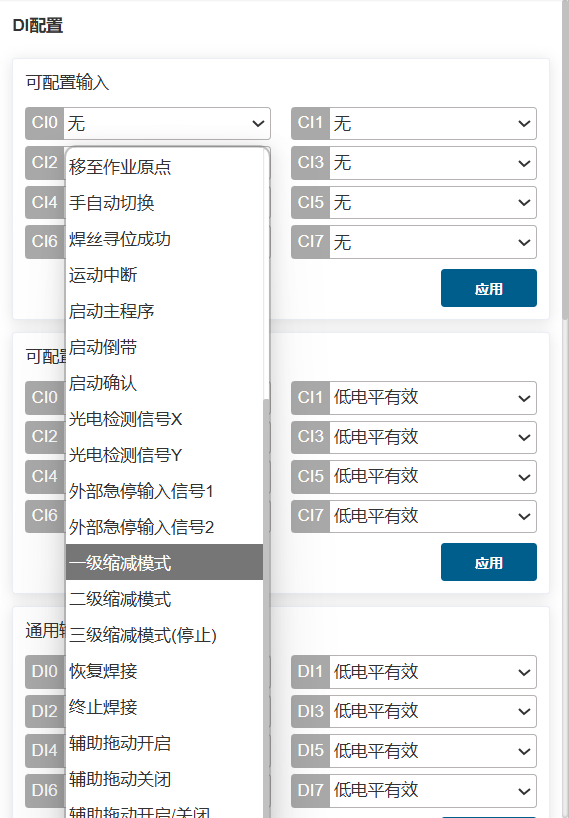 DI配置
可配置输入
CI0 无 CI1 无
CI2 CI3 无
CI4 CI5 无
CI6 CI7 无
应用
移至作业原点
手自动切换
焊丝寻位成功
运动中断
启动主程序
启动倒带
启动确认
光电检测信号X
光电检测信号Y
外部急停输入信号1
外部急停输入信号2
一级缩减模式
二级缩减模式
三级缩减模式(停止)
恢复焊接
终止焊接
辅助拖动开启
辅助拖动关闭
辅助拖动开启/关闭
可配
CI0 CI1 低电平有效
CI2 CI3 低电平有效
CI4 CI5 低电平有效
CI6 CI7 低电平有效
应用
通用
DI0 DI1 低电平有效
DI2 DI3 低电平有效
DI4 DI5 低电平有效
DI6 DI7 低电平有效